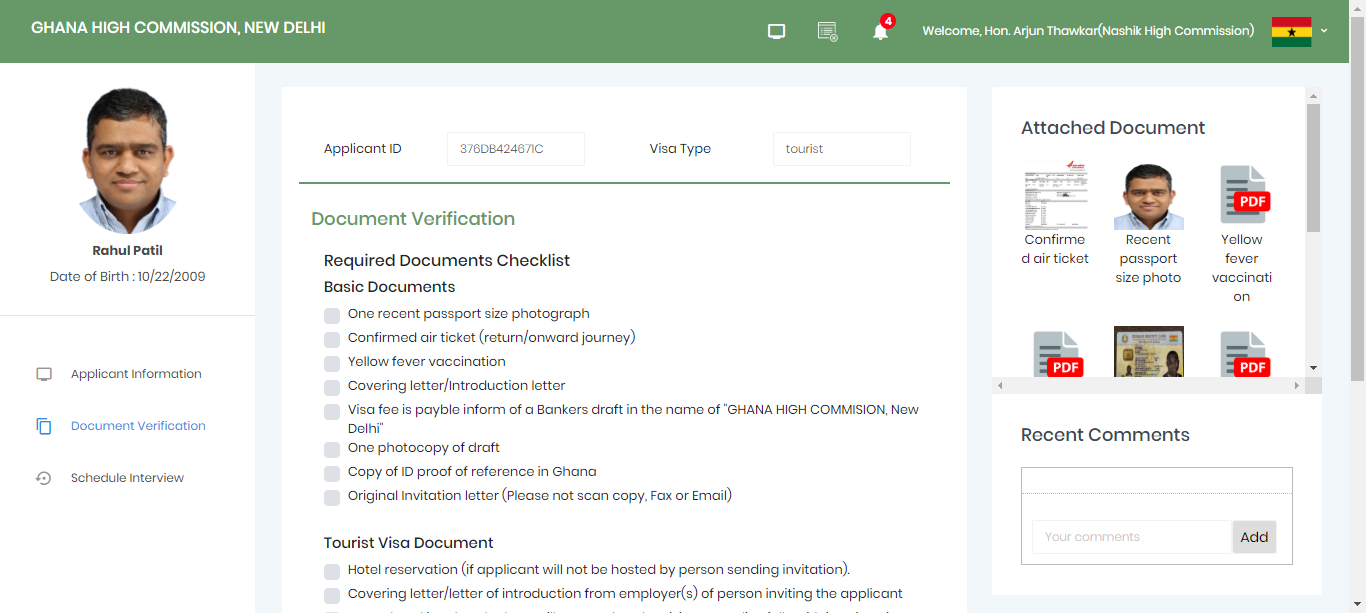 GHANA HIGH COMMISSION, NEW DELHI
4
Welcome, Hon. Arjun Thawkar(Nashik High Commission)
Rahul Patil
Date of Birth : 10/22/2009
Applicant Information
Document Verification
Schedule Interview
Applicant ID
376DB424671C
Visa Type
tourist
Document Verification
Required Documents Checklist
Basic Documents
One recent passport size photograph
Confirmed air ticket (return/onward journey)
Yellow fever vaccination
Covering letter/Introduction letter
Visa fee is payble inform of a Bankers draft in the name of "GHANA HIGH COMMISION, New
Delhi"
One photocopy of draft
Copy of ID proof of reference in Ghana
Original Invitation letter (Please not scan copy, Fax or Email)
Tourist Visa Document
Hotel reservation (if applicant will not be hosted by person sending invitation).
Covering letter/letter of introduction from employer(s) of person inviting the applicant
Attached Document
Confirme
d air ticket
Recent
passport
size photo
PDF
Yellow
fever
vaccinati
on
PDF
PDF
Recent Comments
Your comments
Add